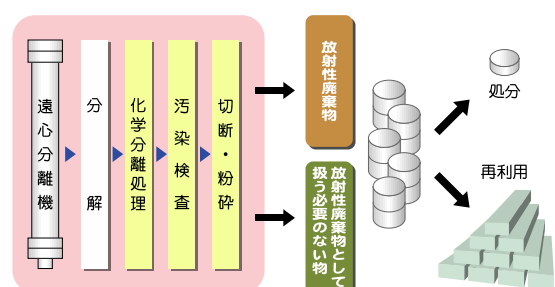 遠心分離機
分解
化学分離処理
汚染検査
切断・粉砕
放射性廃棄物
放射性廃棄物として
扱う必要のない物
処分
再利用